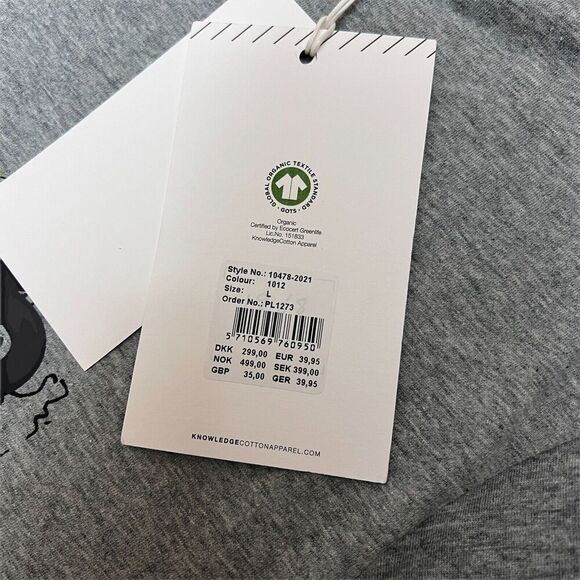 GLOBAL ORGANIC TEXTILE STANDARD · GOTS ·
Organic
Certified by Ecocert Greenlife
Lic.No. 151833
KnowledgeCotton Apparel
Style No.: 10478-2021
Colour: 1012
Size: L
Order No.: PL1273
5 710569 760950
DKK 299,00 EUR 39,95
NOK 499,00 SEK 399,00
GBP 35,00 GER 39,95
KNOWLEDGECOTTONAPPAREL.COM